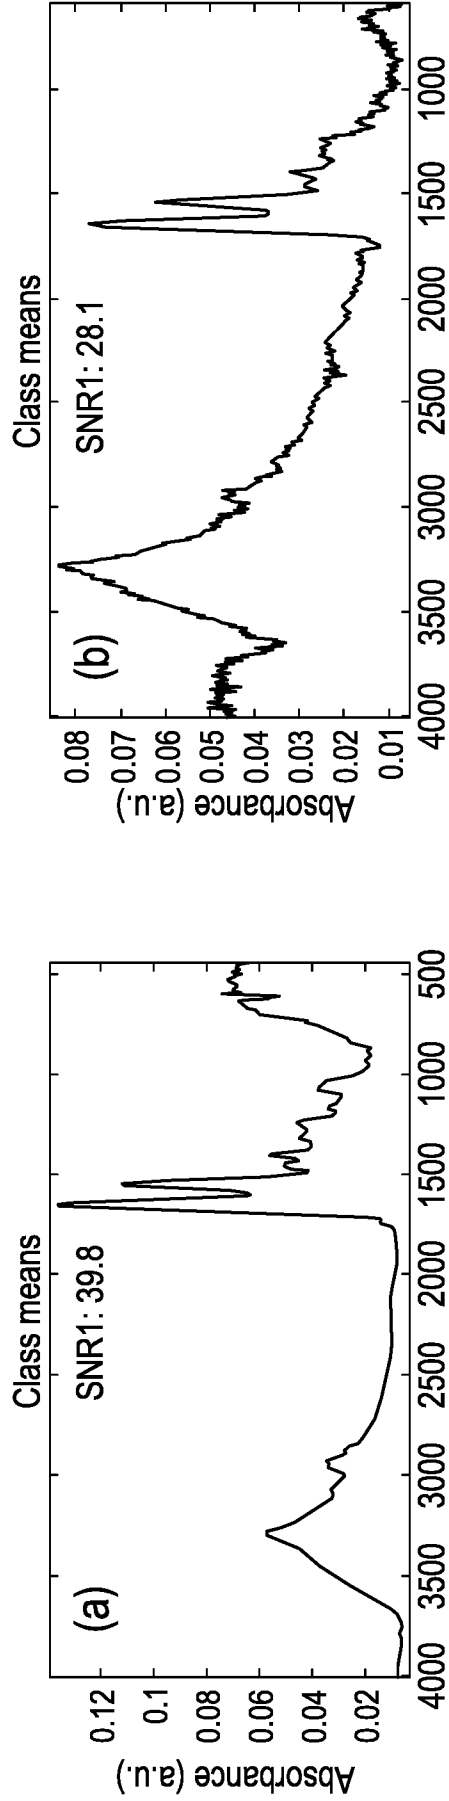 Class means
(a)
SNR1: 39.8
Absorbance (a.u.)
0.12
0.1
0.08
0.06
0.04
0.02
4000 3500 3000 2500 2000 1500 1000 500
Class means
(b)
SNR1: 28.1
Absorbance (a.u.)
0.08
0.07
0.06
0.05
0.04
0.03
0.02
0.01
4000 3500 3000 2500 2000 1500 1000